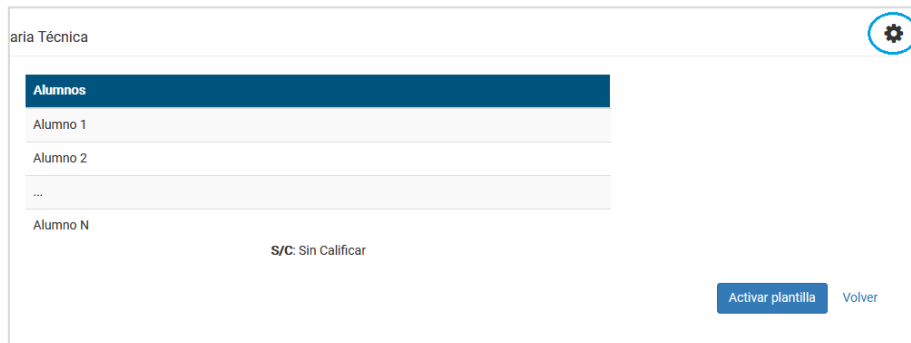 aria Técnica
Alumnos
Alumno 1
Alumno 2
...
Alumno N
S/C: Sin Calificar
Activar plantilla Volver